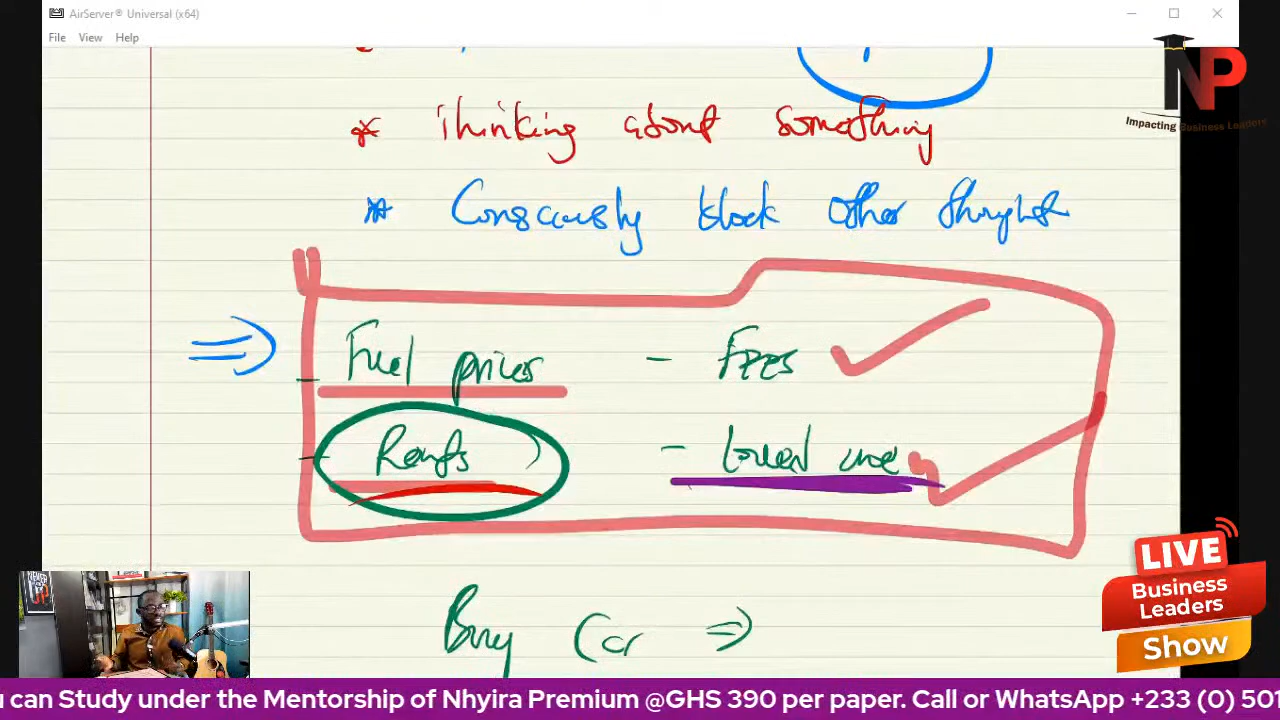 AirServer® Universal (x64)
File View Help
NP
Impacting Business Leaders
* Thinking about something
* Consciously block other thoughts
⇒
- Fuel prices - Fees
- Rents -
Buy Car ⇒
LIVE
Business
Leaders
Show
u can Study under the Mentorship of Nhyira Premium @GHS 390 per paper. Call or WhatsApp +233 (0) 501